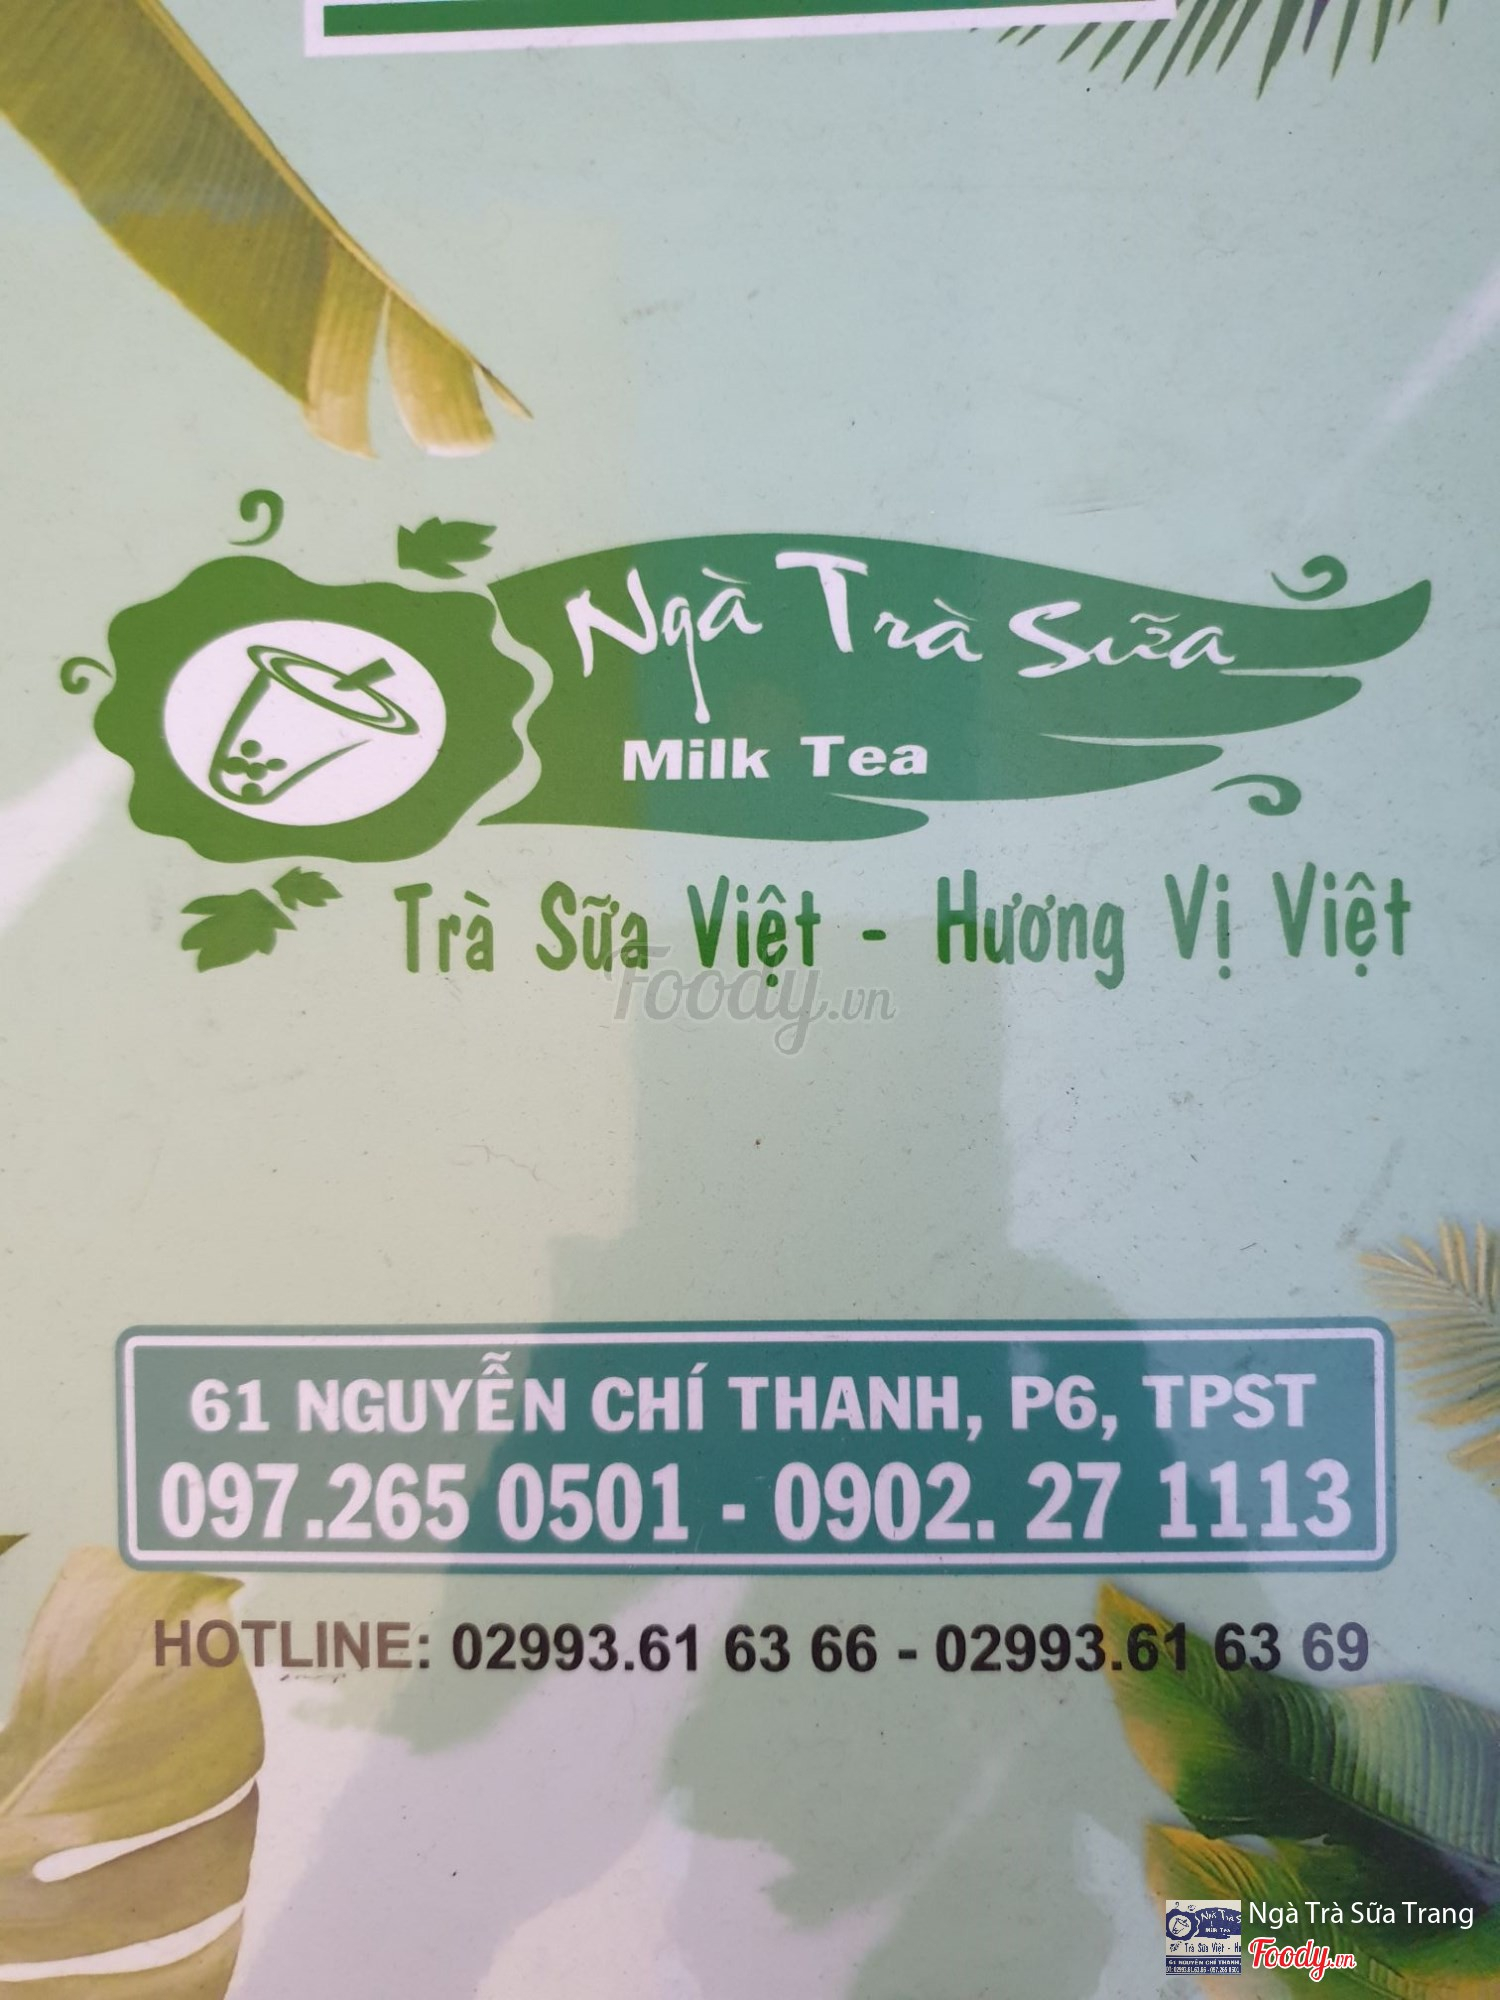 Ngà Trà Sữa
Milk Tea
Trà Sữa Việt - Hương Vị Việt
Foody.vn
61 NGUYỄN CHÍ THANH, P6, TPST
097.265 0501 - 0902. 27 1113
HOTLINE: 02993.61 63 66 - 02993.61 63 69
Ngà Trà Sữa Trang
Foody.vn